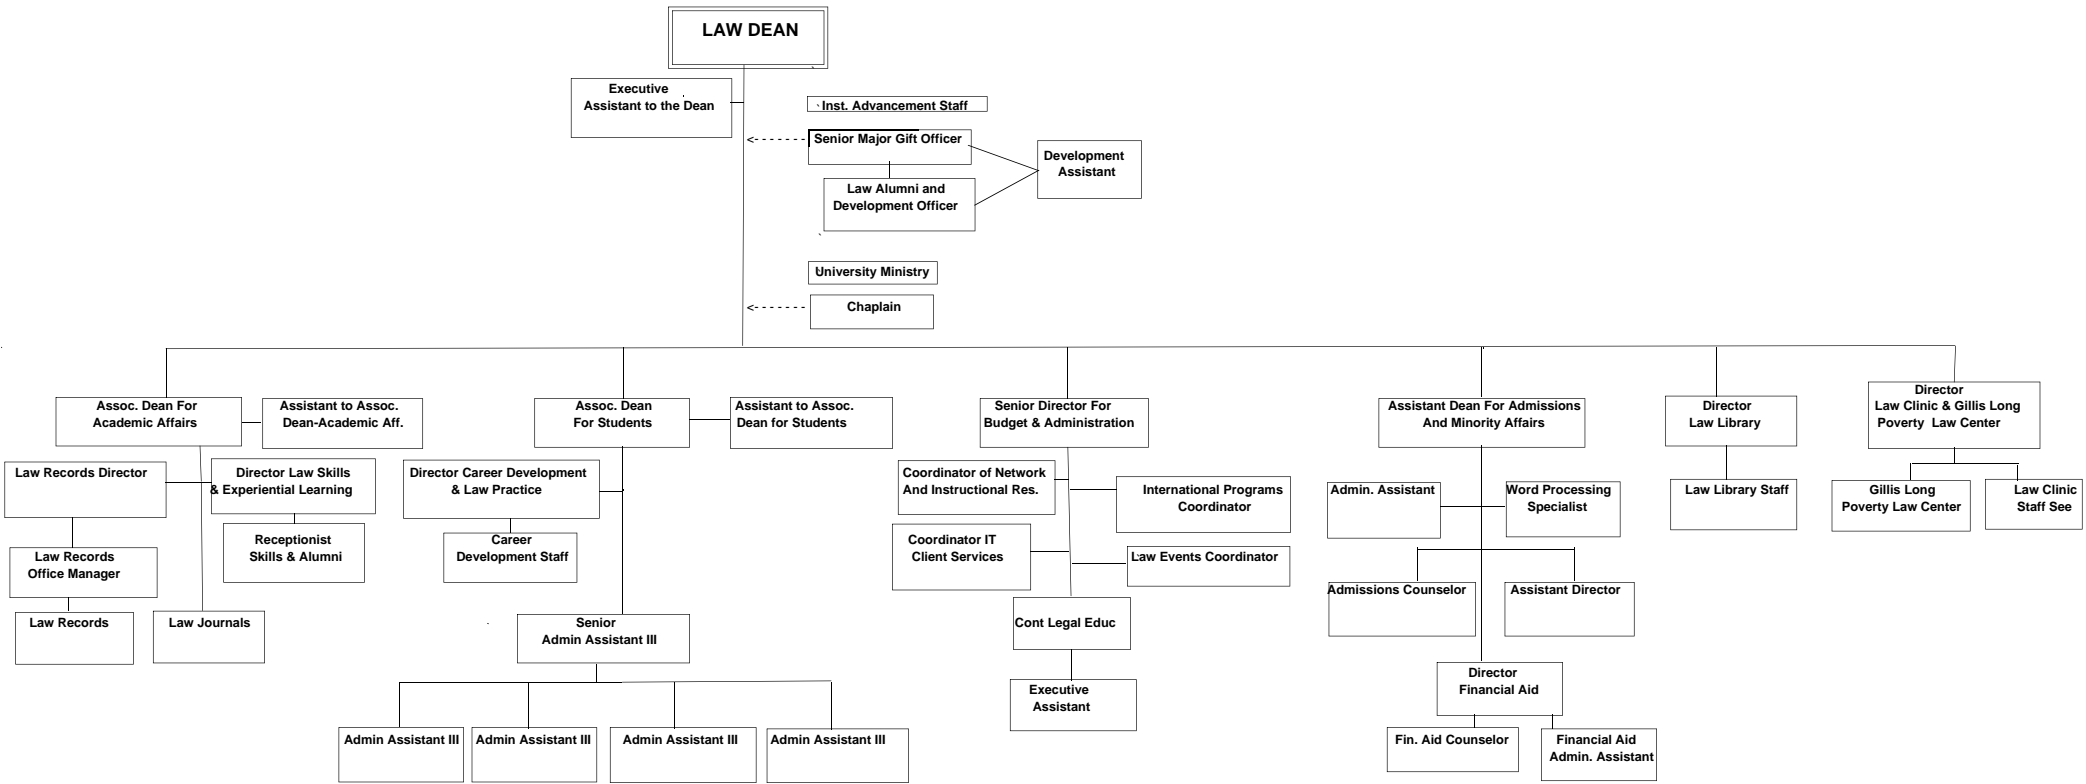 LAW DEAN
Executive
Assistant to the Dean
Inst. Advancement Staff
Senior Major Gift Officer
Development
Assistant
Law Alumni and
Development Officer
University Ministry
Chaplain
Assoc. Dean For
Academic Affairs
Assistant to Assoc.
Dean-Academic Aff.
Assoc. Dean
For Students
Assistant to Assoc.
Dean for Students
Senior Director For
Budget & Administration
Assistant Dean For Admissions
And Minority Affairs
Director
Law Library
Director
Law Clinic & Gillis Long
Poverty Law Center
Law Records Director
Director Law Skills
& Experiential Learning
Director Career Development
& Law Practice
Coordinator of Network
And Instructional Res.
International Programs
Coordinator
Admin. Assistant
Word Processing
Specialist
Law Library Staff
Gillis Long
Poverty Law Center
Law Clinic
Staff See
Receptionist
Skills & Alumni
Career
Development Staff
Coordinator IT
Client Services
Law Events Coordinator
Law Records
Office Manager
Admissions Counselor
Assistant Director
Law Records
Law Journals
Senior
Admin Assistant III
Cont Legal Educ
Director
Financial Aid
Executive
Assistant
Admin Assistant III
Admin Assistant III
Admin Assistant III
Admin Assistant III
Fin. Aid Counselor
Financial Aid
Admin. Assistant